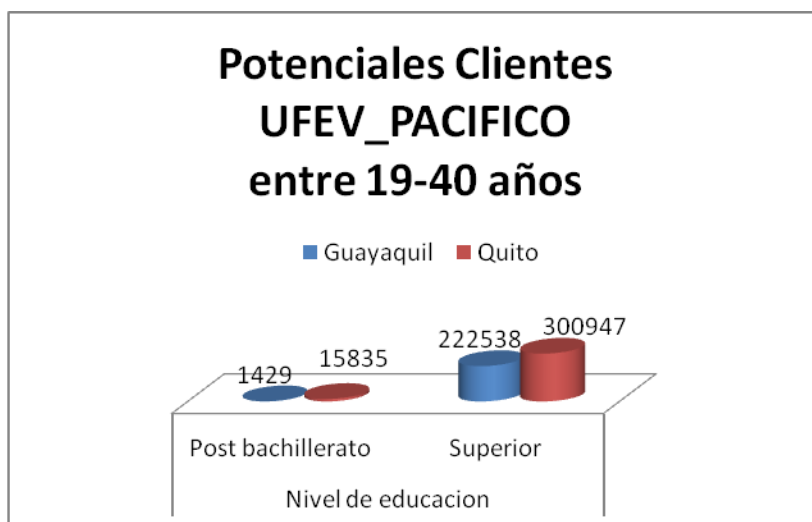 Potenciales Clientes
UFEV_PACIFICO
entre 19-40 años
Guayaquil Quito
1429 15835 222538 300947
Post bachillerato Superior
Nivel de educacion